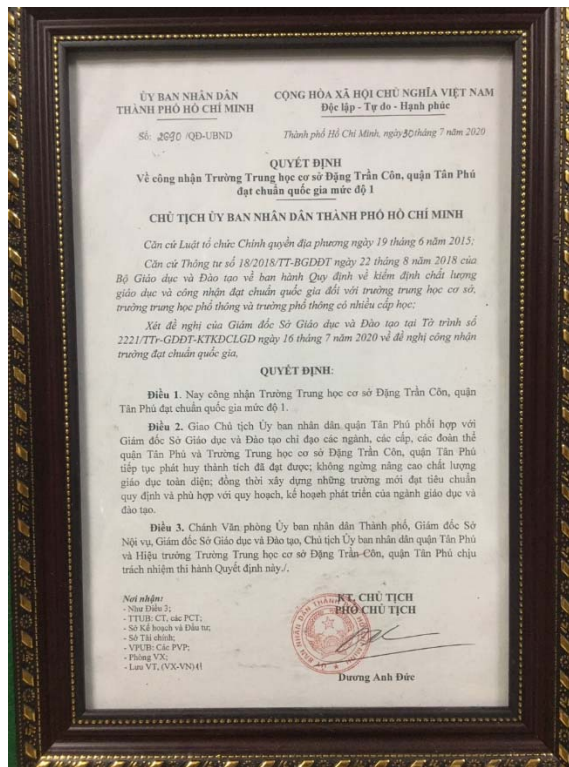 ỦY BAN NHÂN DÂN
THÀNH PHỐ HỒ CHÍ MINH
CỘNG HÒA XÃ HỘI CHỦ NGHĨA VIỆT NAM
Độc lập - Tự do - Hạnh phúc
Số: 2690 /QĐ-UBND
Thành phố Hồ Chí Minh, ngày 30 tháng 7 năm 2020
QUYẾT ĐỊNH
Về công nhận Trường Trung học cơ sở Đặng Trần Côn, quận Tân Phú
đạt chuẩn quốc gia mức độ 1
CHỦ TỊCH ỦY BAN NHÂN DÂN THÀNH PHỐ HỒ CHÍ MINH
Căn cứ Luật tổ chức Chính quyền địa phương ngày 19 tháng 6 năm 2015;
Căn cứ Thông tư số 18/2018/TT-BGDĐT ngày 22 tháng 8 năm 2018 của
Bộ Giáo dục và Đào tạo về ban hành Quy định về kiểm định chất lượng
giáo dục và công nhận đạt chuẩn quốc gia đối với trường trung học cơ sở,
trường trung học phổ thông và trường phổ thông có nhiều cấp học;
Xét đề nghị của Giám đốc Sở Giáo dục và Đào tạo tại Tờ trình số
2221/TTr-GDĐT-KTKĐCLGD ngày 16 tháng 7 năm 2020 về đề nghị công nhận
trường đạt chuẩn quốc gia,
QUYẾT ĐỊNH:
Điều 1. Nay công nhận Trường Trung học cơ sở Đặng Trần Côn, quận
Tân Phú đạt chuẩn quốc gia mức độ 1.
Điều 2. Giao Chủ tịch Ủy ban nhân dân quận Tân Phú phối hợp với
Giám đốc Sở Giáo dục và Đào tạo chỉ đạo các ngành, các cấp, các đoàn thể
quận Tân Phú và Trường Trung học cơ sở Đặng Trần Côn, quận Tân Phú
tiếp tục phát huy thành tích đã đạt được; không ngừng nâng cao chất lượng
giáo dục toàn diện; đồng thời xây dựng những trường mới đạt tiêu chuẩn
quy định và phù hợp với quy hoạch, kế hoạch phát triển của ngành giáo dục và
đào tạo.
Điều 3. Chánh Văn phòng Ủy ban nhân dân Thành phố, Giám đốc Sở
Nội vụ, Giám đốc Sở Giáo dục và Đào tạo, Chủ tịch Ủy ban nhân dân quận Tân Phú
và Hiệu trưởng Trường Trung học cơ sở Đặng Trần Côn, quận Tân Phú chịu
trách nhiệm thi hành Quyết định này./.
Nơi nhận:
- Như Điều 3;
- TTUB: CT, các PCT;
- Sở Kế hoạch và Đầu tư;
- Sở Tài chính;
- VPUB: Các PVP;
- Phòng VX;
- Lưu VT, (VX-VN)
KT. CHỦ TỊCH
PHÓ CHỦ TỊCH
Dương Anh Đức